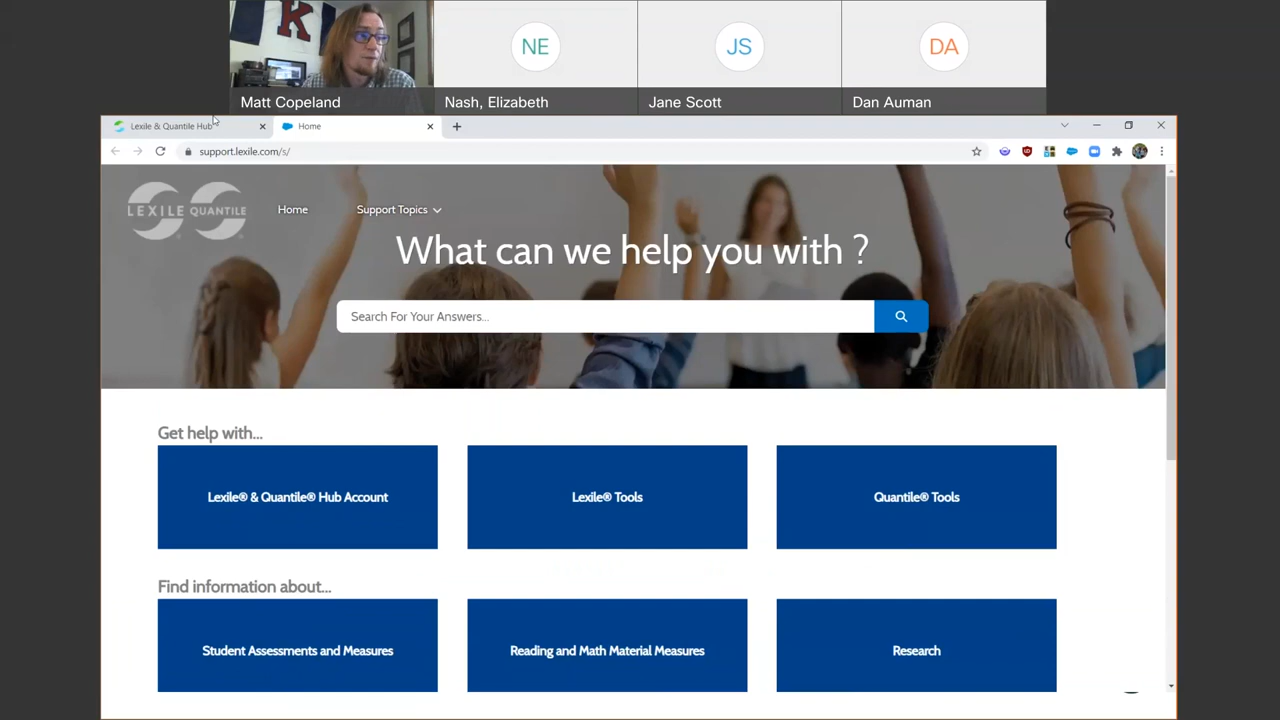 K
NE
JS
DA
Matt Copeland
Nash, Elizabeth
Jane Scott
Dan Auman
Lexile & Quantile Hub
Home
support.lexile.com/s/
LEXILE QUANTILE
Home
Support Topics
What can we help you with ?
Search For Your Answers...
Get help with...
Lexile® & Quantile® Hub Account
Lexile® Tools
Quantile® Tools
Find information about...
Student Assessments and Measures
Reading and Math Material Measures
Research